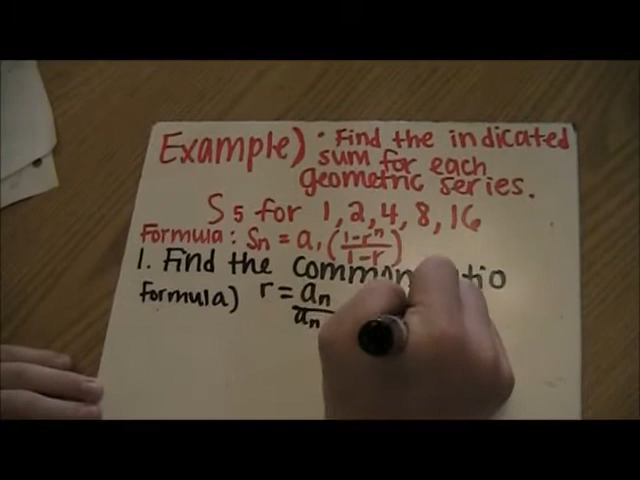 Example) • Find the indicated
sum for each
geometric series.
S5 for 1, 2, 4, 8, 16
Formula: Sn = a1 (1-r^n / 1-r)
1. Find the common
Formula) r = an / an